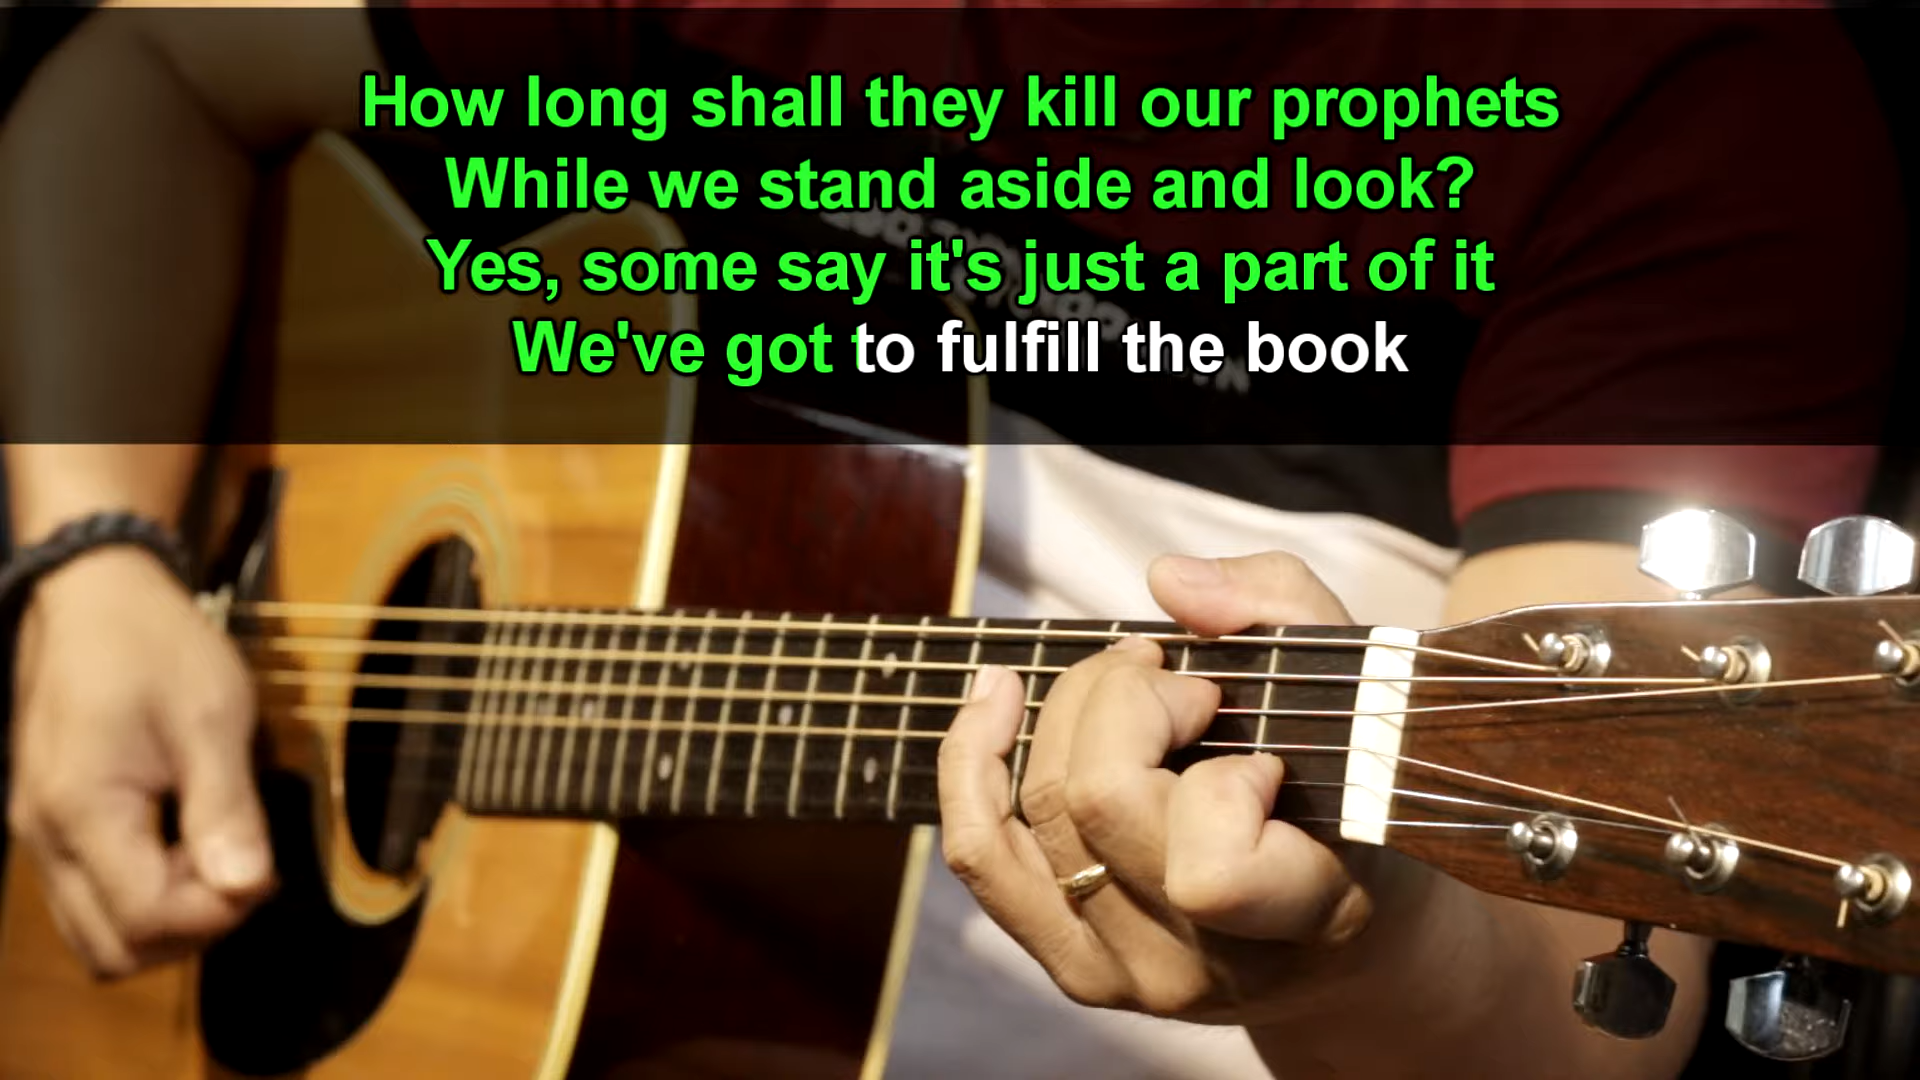 How long shall they kill our prophets
While we stand aside and look?
Yes, some say it's just a part of it
We've got to fulfill the book